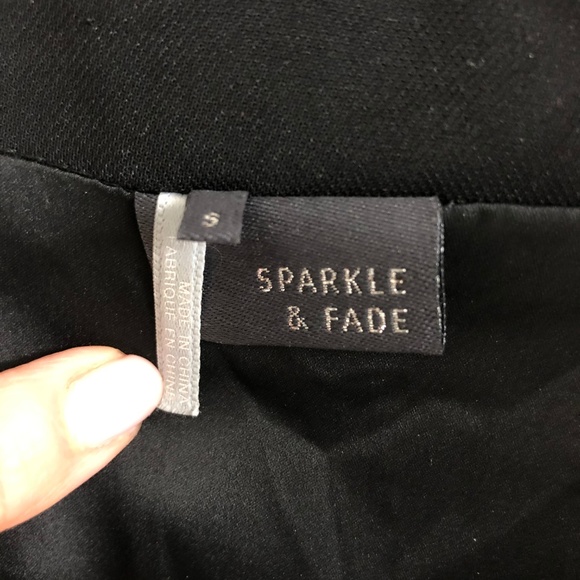 S
SPARKLE
& FADE
MADE IN CHINA
FABRIQUE EN CHINE